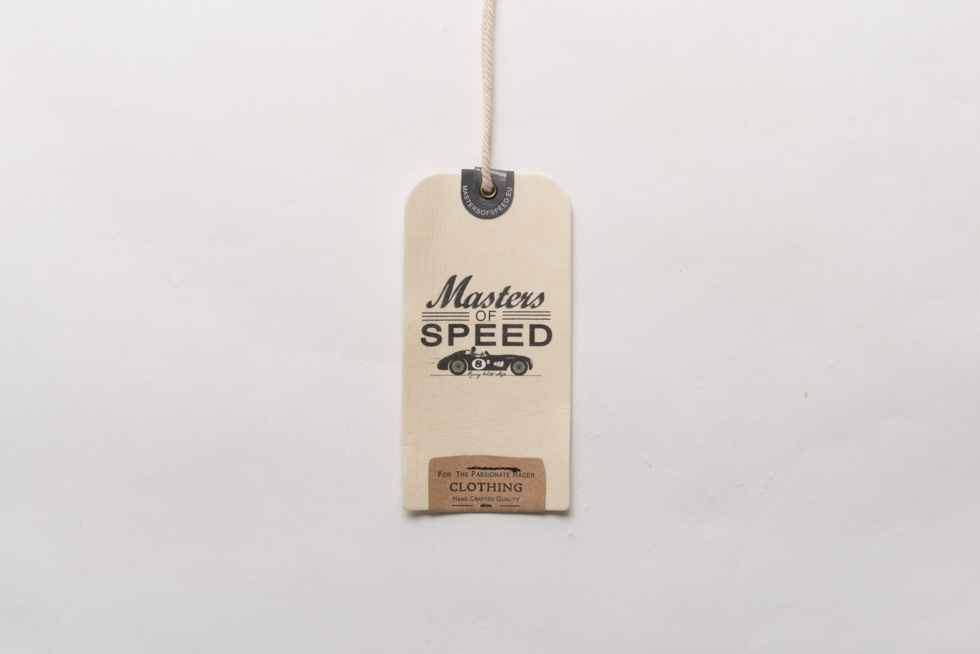 MASTERSOFSPEED.EU
Masters
OF
SPEED
8
FOR THE PASSIONATE RACER
CLOTHING
HAND CRAFTED QUALITY